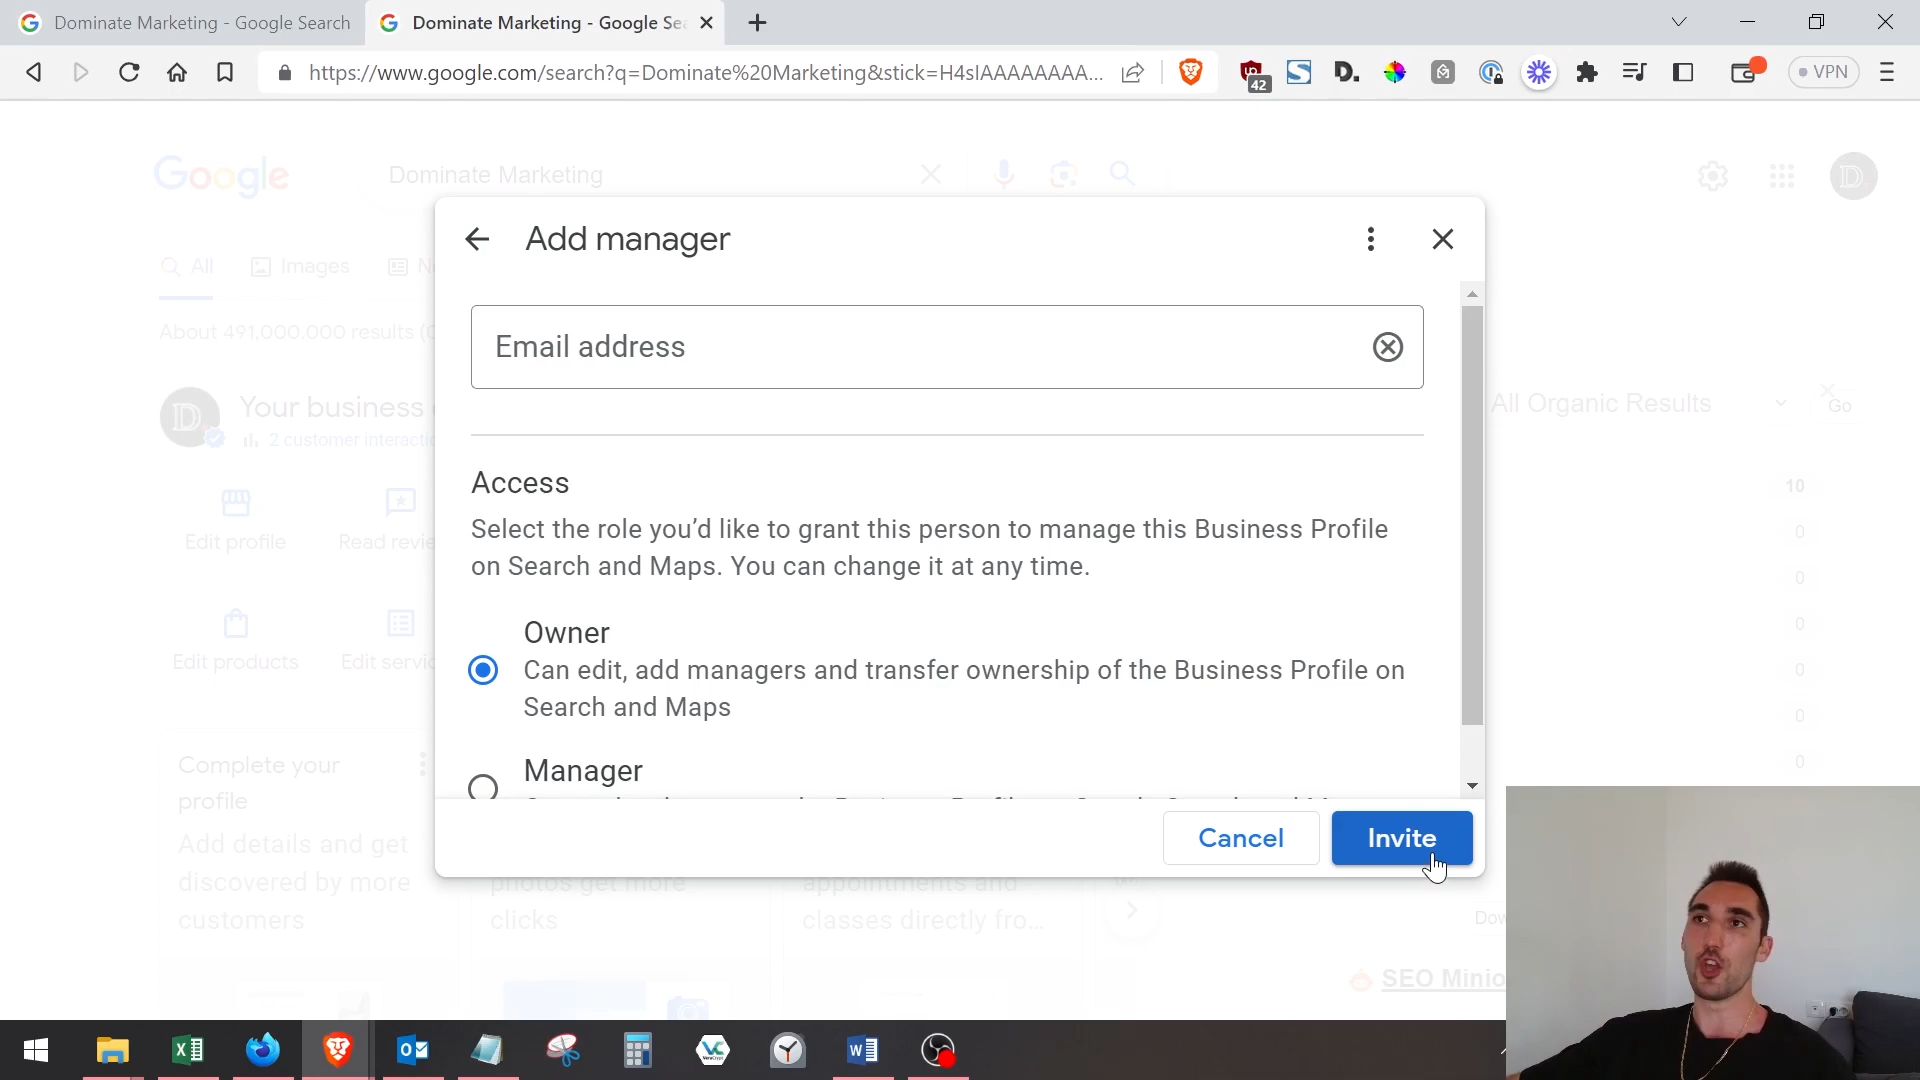 Dominate Marketing - Google Search
Dominate Marketing - Google Se
https://www.google.com/search?q=Dominate%20Marketing&stick=H4sIAAAAAAAA...
42
D.
VPN
Google
Dominate Marketing
D
All
Images
N
About 491,000,000 results (0
Add manager
Email address
D
Your business
2 customer interactio
All Organic Results
Go
Access
Select the role you’d like to grant this person to manage this Business Profile
on Search and Maps. You can change it at any time.
10
0
0
0
0
0
0
Edit profile
Read revie
Edit products
Edit servic
Owner
Can edit, add managers and transfer ownership of the Business Profile on
Search and Maps
Manager
Cancel
Invite
Complete your
profile
Add details and get
discovered by more
customers
photos get more
clicks
appointments and
classes directly fro...
Dow
SEO Minio